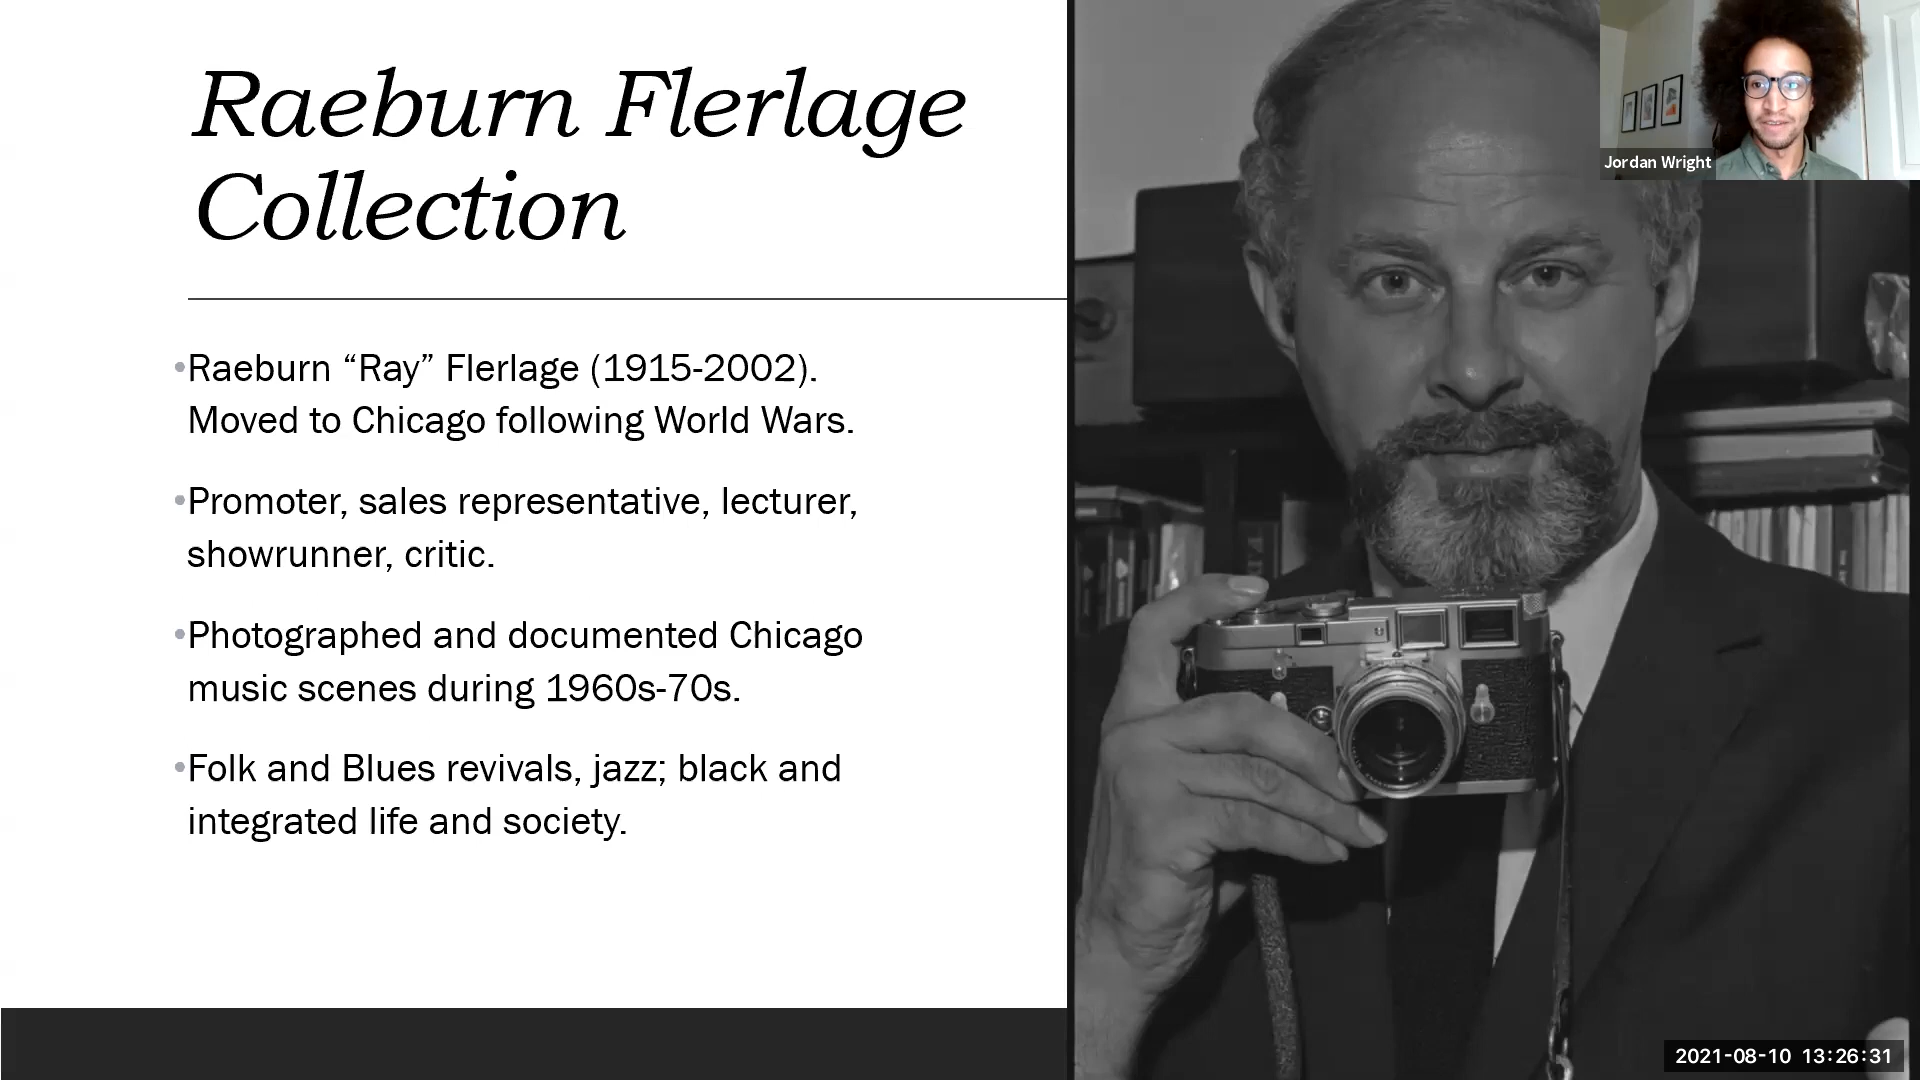 Raeburn Flerlage
Collection
•Raeburn “Ray” Flerlage (1915-2002).
Moved to Chicago following World Wars.
•Promoter, sales representative, lecturer,
showrunner, critic.
•Photographed and documented Chicago
music scenes during 1960s-70s.
•Folk and Blues revivals, jazz; black and
integrated life and society.
Jordan Wright
2021-08-10 13:26:31